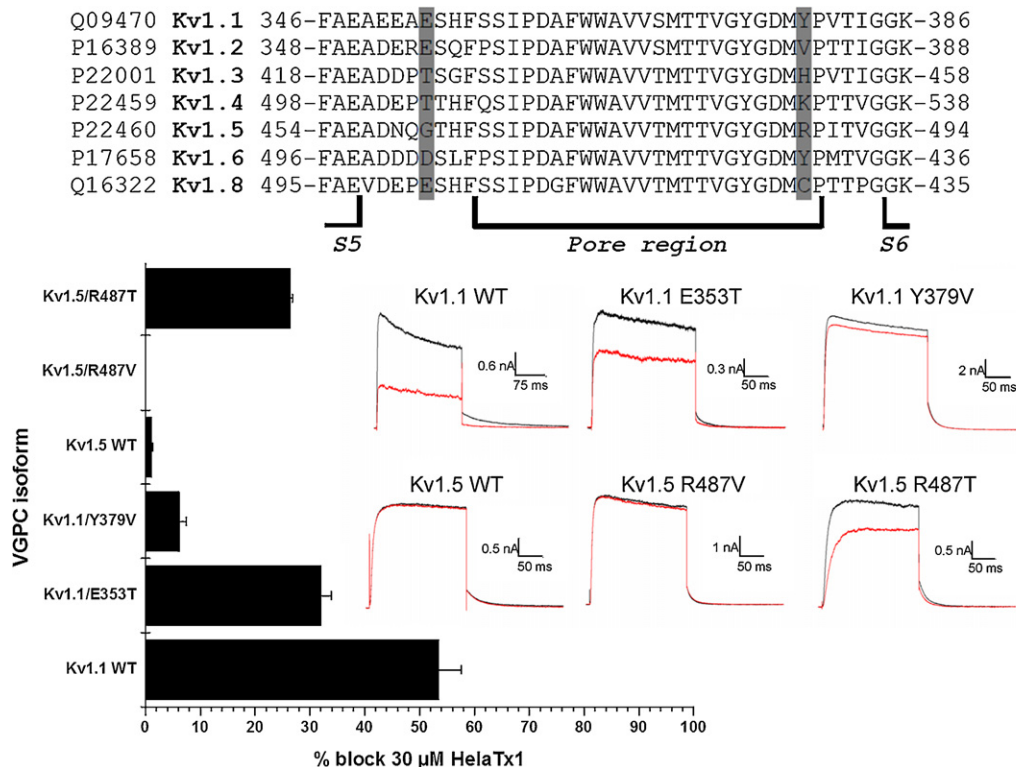 Q09470 Kv1.1 346-FAEAEEAESHFSSIPDAFWWAVVSMTTVGYGDMYPVTIGGK-386
P16389 Kv1.2 348-FAEADERESQFPSIPDAFWWAVVSMTTVGYGDMVPTTIGGK-388
P22001 Kv1.3 418-FAEADDPTSGFSSIPDAFWWAVVTMTTVGYGDMHPVTIGGK-458
P22459 Kv1.4 498-FAEADEPTTHFQSIPDAFWWAVVTMTTVGYGDMKPTTVGGK-538
P22460 Kv1.5 454-FAEADNQGTHFSSIPDAFWWAVVTMTTVGYGDMRPITVGGK-494
P17658 Kv1.6 496-FAEADDDDSLFPSIPDAFWWAVVTMTTVGYGDMYPMTVGGK-436
Q16322 Kv1.8 495-FAEVDEPESHFSSIPDGFWWAVVTMTTVGYGDMCPTTPGGK-435
S5 Pore region S6
VGPC isoform
Kv1.5/R487T
Kv1.5/R487V
Kv1.5 WT
Kv1.1/Y379V
Kv1.1/E353T
Kv1.1 WT
0 10 20 30 40 50 60 70 80 90 100
% block 30 µM HelaTx1
Kv1.1 WT
0.6 nA
75 ms
Kv1.1 E353T
0.3 nA
50 ms
Kv1.1 Y379V
2 nA
50 ms
Kv1.5 WT
0.5 nA
50 ms
Kv1.5 R487V
1 nA
50 ms
Kv1.5 R487T
0.5 nA
50 ms